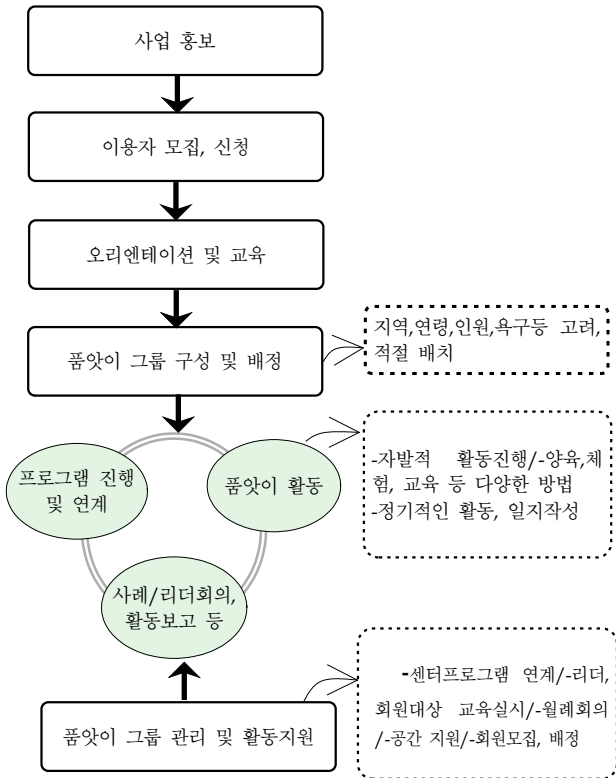 사업 홍보
이용자 모집, 신청
오리엔테이션 및 교육
품앗이 그룹 구성 및 배정
지역,연령,인원,욕구등 고려,
적절 배치
프로그램 진행
및 연계
품앗이 활동
-자발적 활동진행/-양육,체
험, 교육 등 다양한 방법
-정기적인 활동, 일지작성
사례/리더회의,
활동보고 등
품앗이 그룹 관리 및 활동지원
-센터프로그램 연계/-리더,
회원대상 교육실시/-월례회의
/-공간 지원/-회원모집, 배정